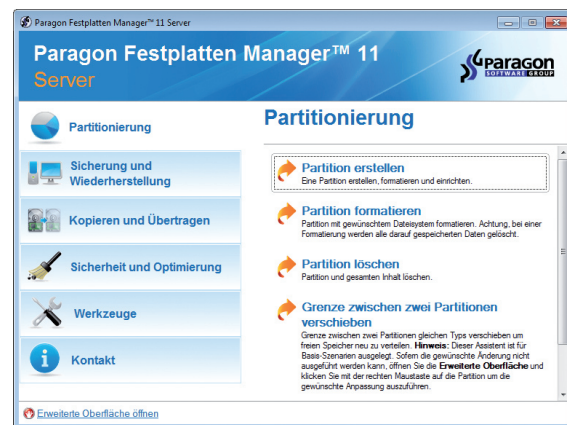 Paragon Festplatten Manager™ 11 Server
Paragon Festplatten Manager™ 11
Server
Paragon
SOFTWARE GROUP
Partitionierung
Sicherung und
Wiederherstellung
Kopieren und Übertragen
Sicherheit und Optimierung
Werkzeuge
Kontakt
Partitionierung
Partition erstellen
Eine Partition erstellen, formatieren und einrichten.
Partition formatieren
Partition mit gewünschtem Dateisystem formatieren. Achtung, bei einer
Formatierung werden alle darauf gespeicherten Daten gelöscht.
Partition löschen
Partition und gesamten Inhalt löschen.
Grenze zwischen zwei Partitionen
verschieben
Grenze zwischen zwei Partitionen gleichen Typs verschieben um
freien Speicher neu zu verteilen. Hinweis: Dieser Assistent ist für
Basis-Szenarien ausgelegt. Sofern die gewünschte Änderung nicht
ausgeführt werden kann, öffnen Sie die Erweiterte Oberfläche und
klicken Sie mit der rechten Maustaste auf die Partition um die
gewünschte Anpassung auszuführen.
Erweiterte Oberfläche öffnen